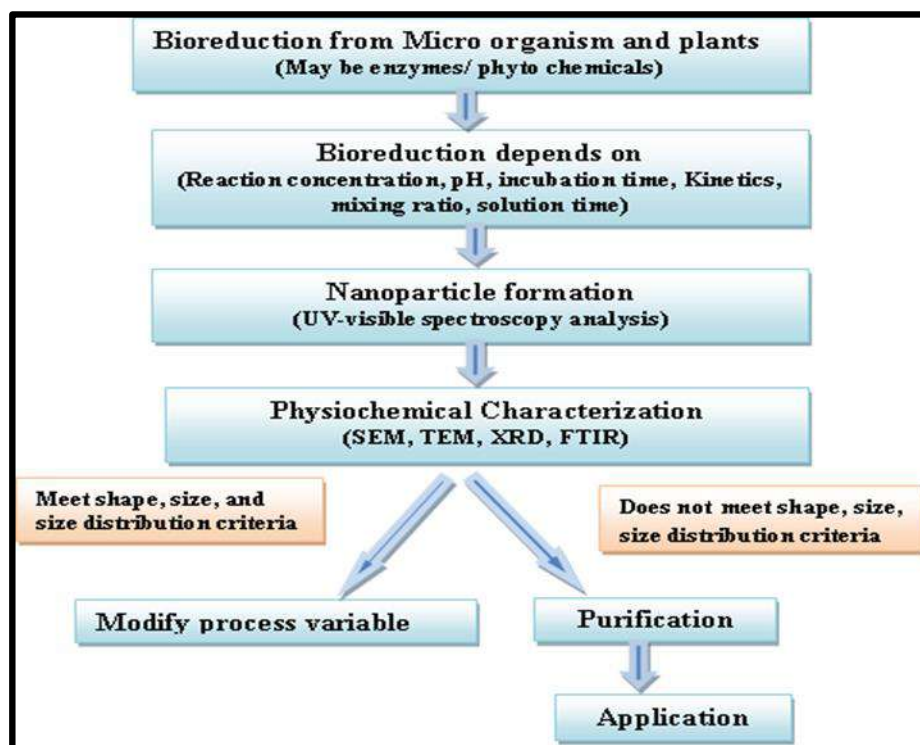 Bioreduction from Micro organism and plants
(May be enzymes/ phyto chemicals)
Bioreduction depends on
(Reaction concentration, pH, incubation time, Kinetics,
mixing ratio, solution time)
Nanoparticle formation
(UV-visible spectroscopy analysis)
Physiochemical Characterization
(SEM, TEM, XRD, FTIR)
Meet shape, size, and
size distribution criteria
Does not meet shape, size,
size distribution criteria
Modify process variable
Purification
Application